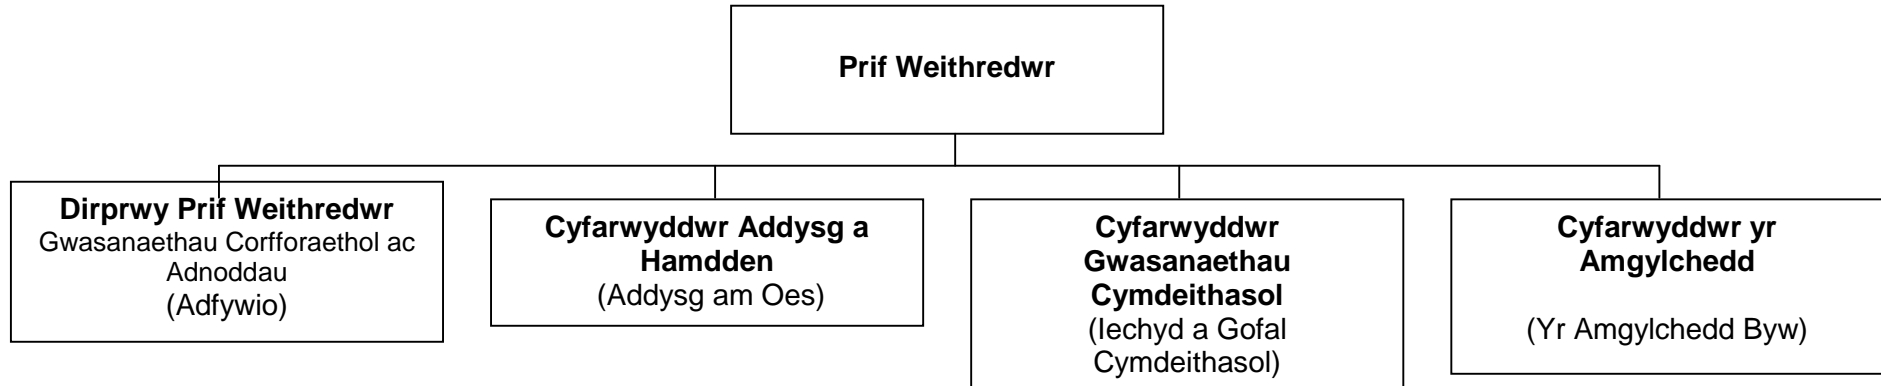 Prif Weithredwr
Dirprwy Prif Weithredwr
Gwasanaethau Corfforaethol ac
Adnoddau
(Adfywio)
Cyfarwyddwr Addysg a
Hamdden
(Addysg am Oes)
Cyfarwyddwr
Gwasanaethau
Cymdeithasol
(Iechyd a Gofal
Cymdeithasol)
Cyfarwyddwr yr
Amgylchedd
(Yr Amgylchedd Byw)